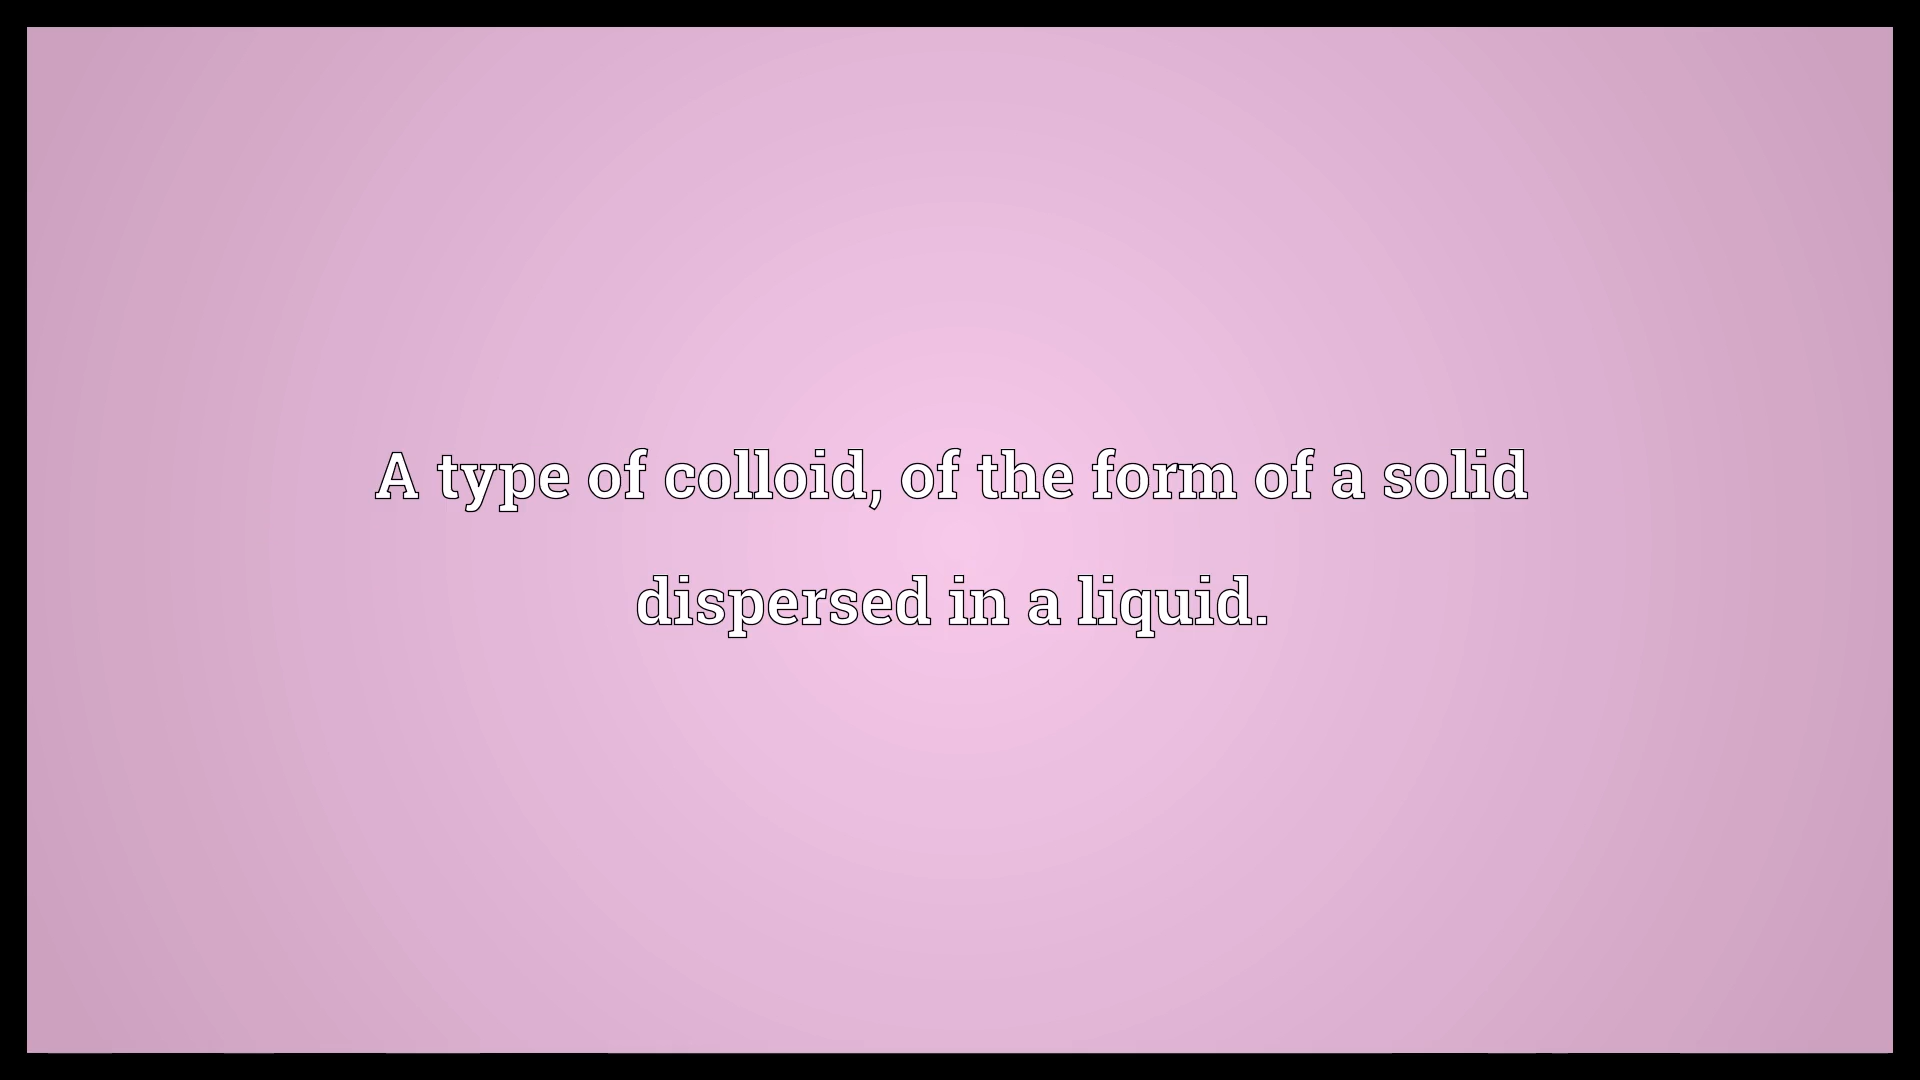 A type of colloid, of the form of a solid
dispersed in a liquid.